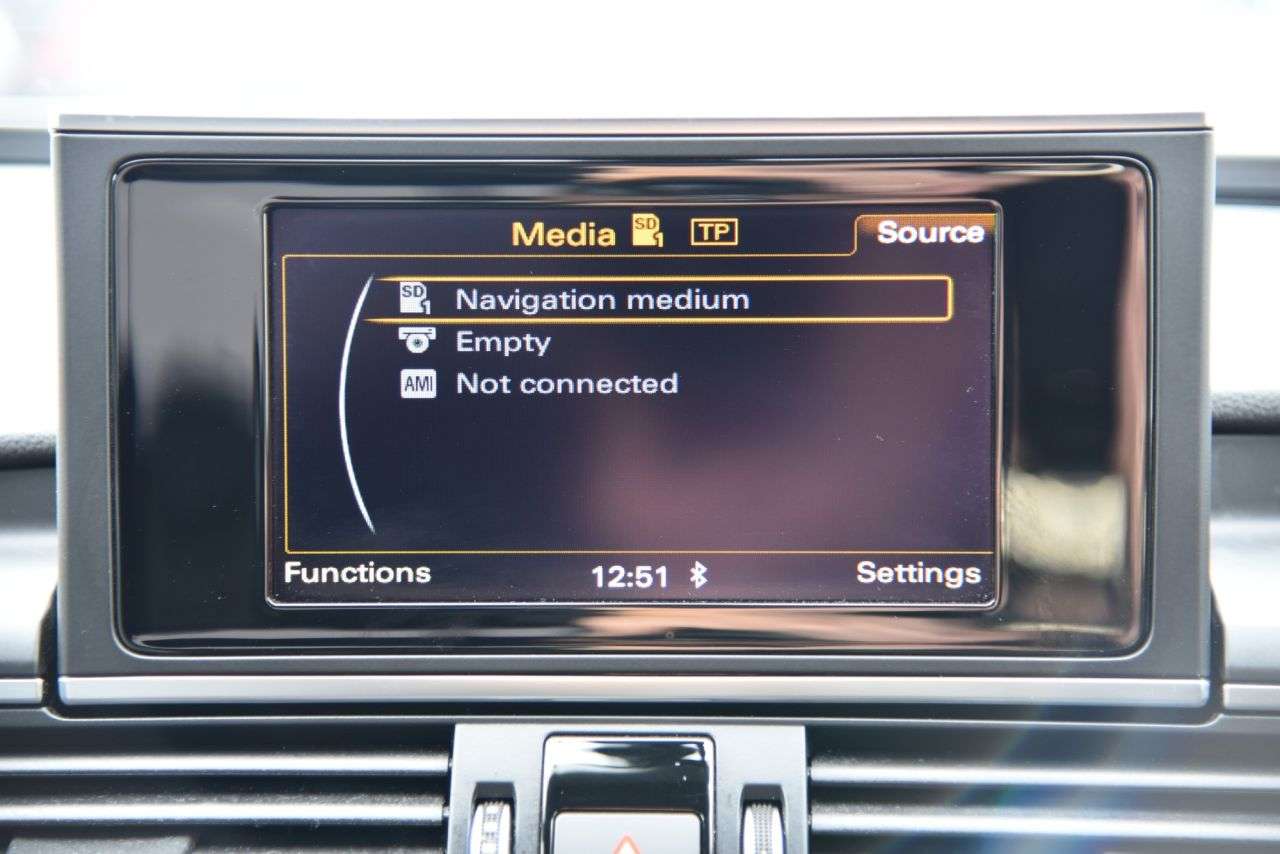 Media SD 1 TP Source
SD 1 Navigation medium
Empty
AMI Not connected
Functions 12:51 Settings